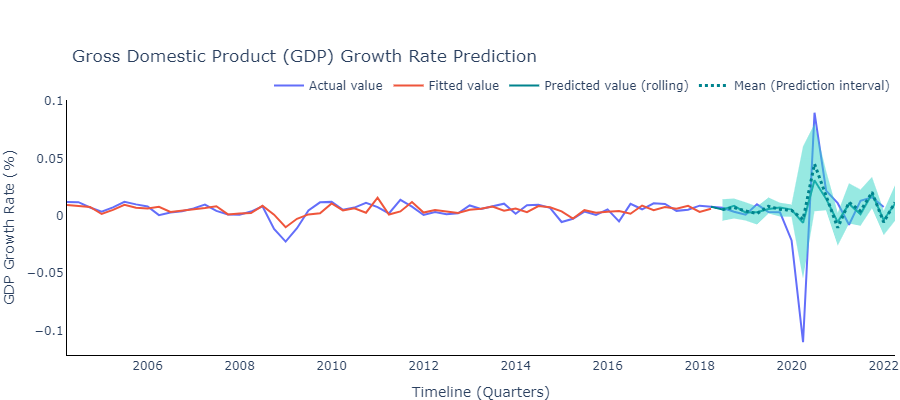 Gross Domestic Product (GDP) Growth Rate Prediction
Actual value Fitted value Predicted value (rolling) Mean (Prediction interval)
0.1
0.05
0
−0.05
−0.1
GDP Growth Rate (%)
2006 2008 2010 2012 2014 2016 2018 2020 2022
Timeline (Quarters)